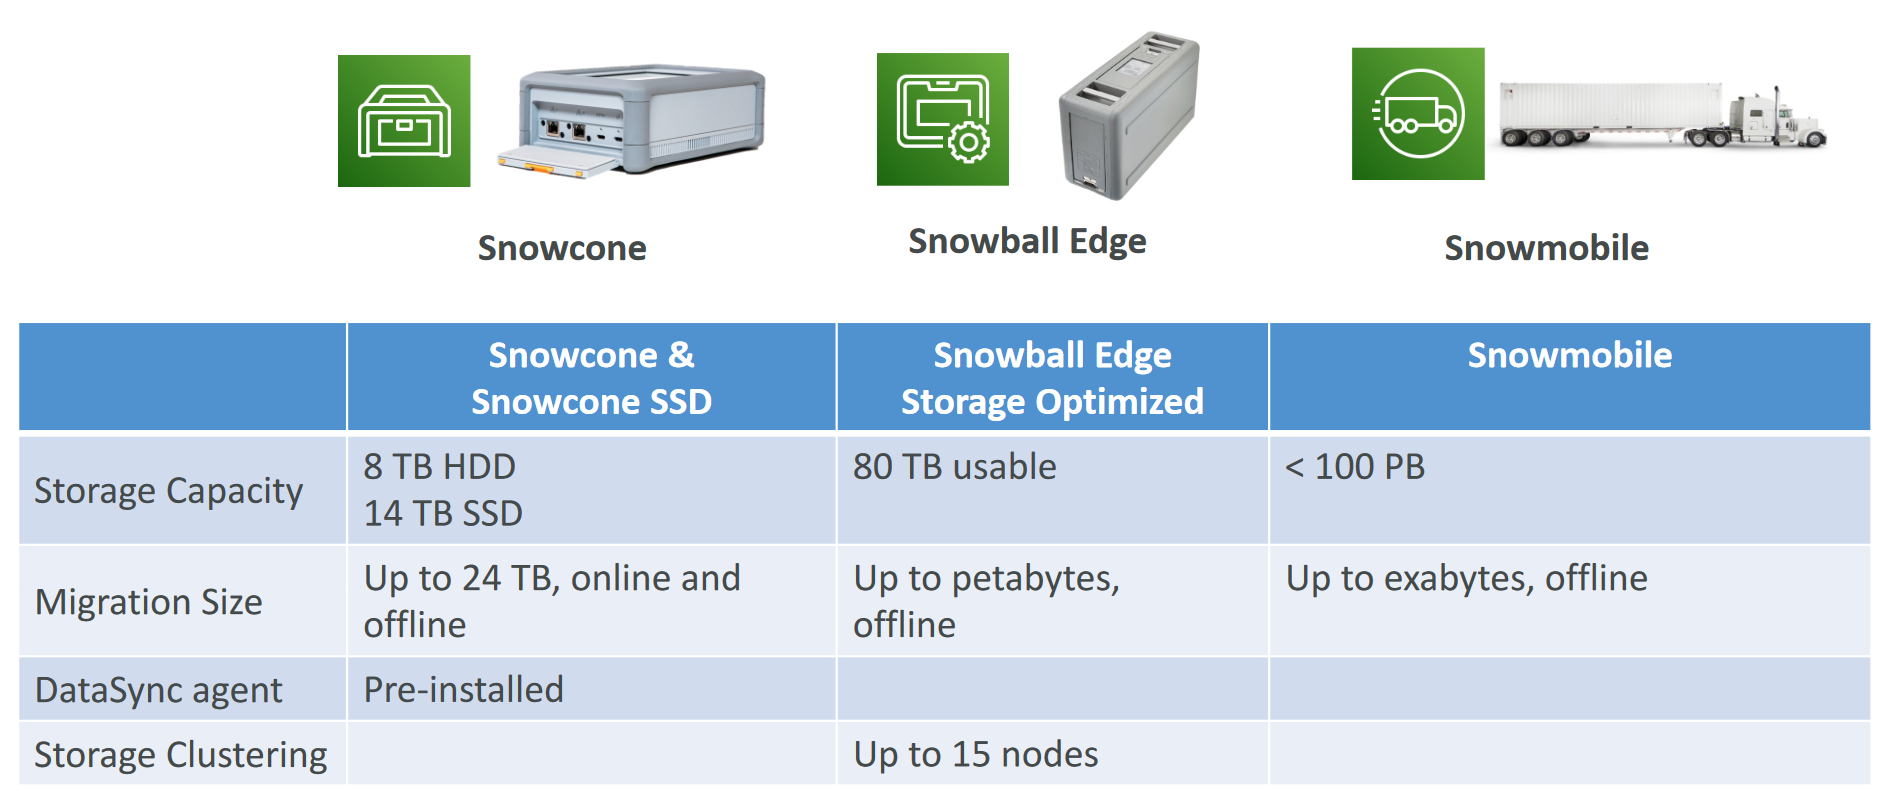 Snowcone
Snowball Edge
Snowmobile
Snowcone &
Snowcone SSD
Snowball Edge
Storage Optimized
Snowmobile
Storage Capacity
8 TB HDD
14 TB SSD
80 TB usable
< 100 PB
Migration Size
Up to 24 TB, online and
offline
Up to petabytes,
offline
Up to exabytes, offline
DataSync agent
Pre-installed
Storage Clustering
Up to 15 nodes